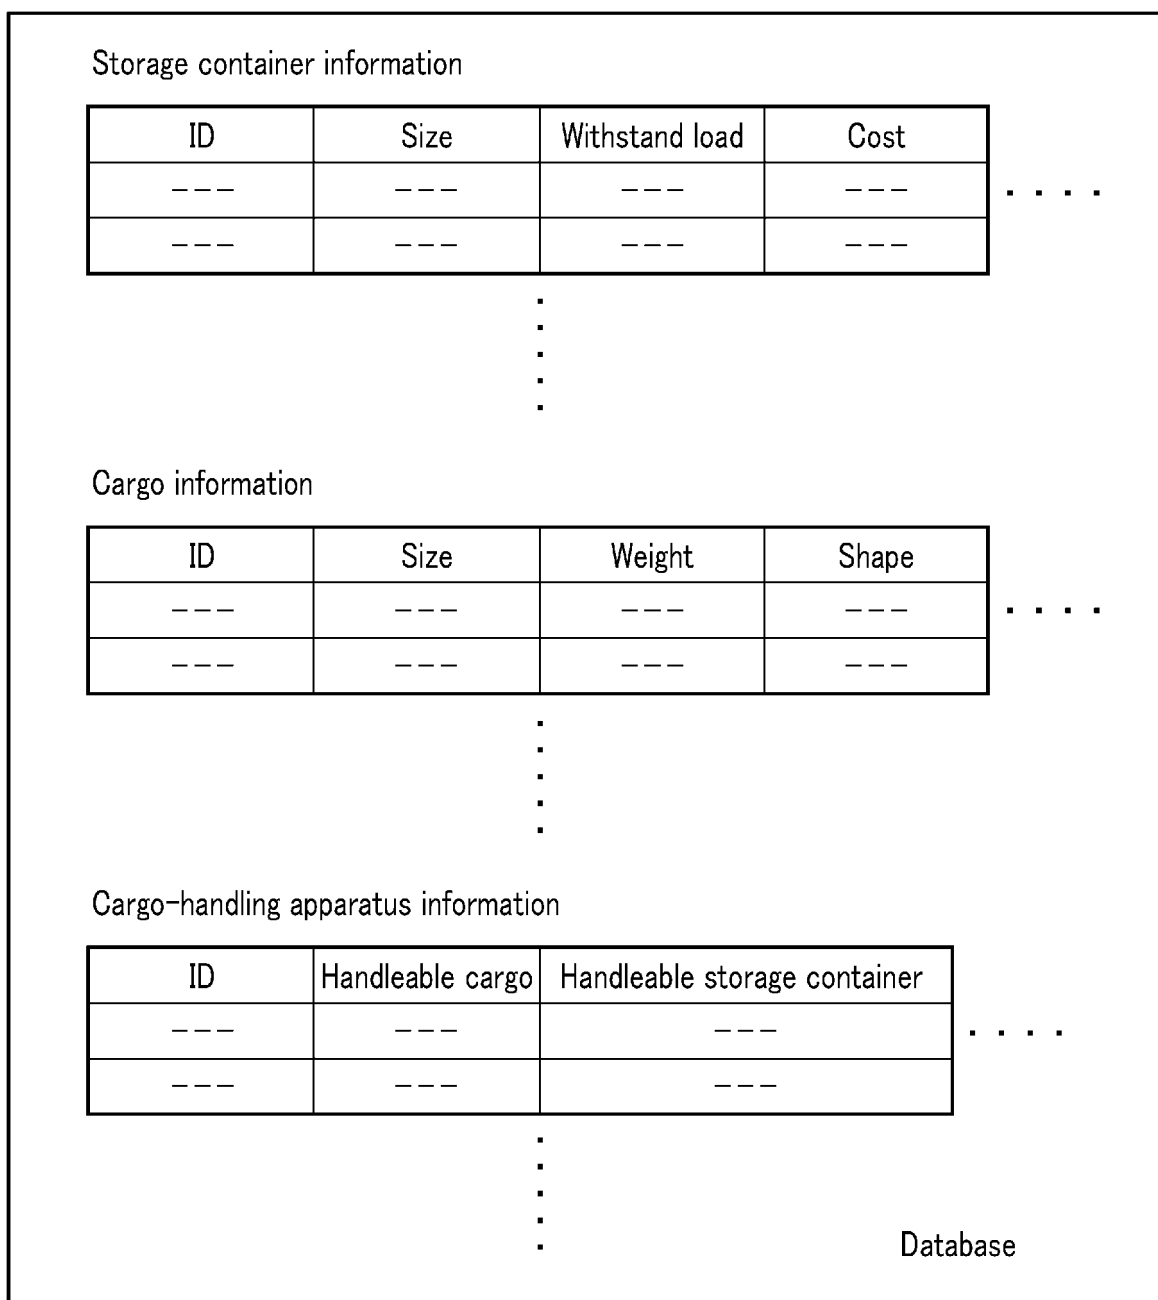 Storage container information
ID Size Withstand load Cost
--- --- --- --- ....
--- --- --- ---
Cargo information
ID Size Weight Shape
--- --- --- --- ....
--- --- --- ---
Cargo-handling apparatus information
ID Handleable cargo Handleable storage container
--- --- --- ....
--- --- ---
Database